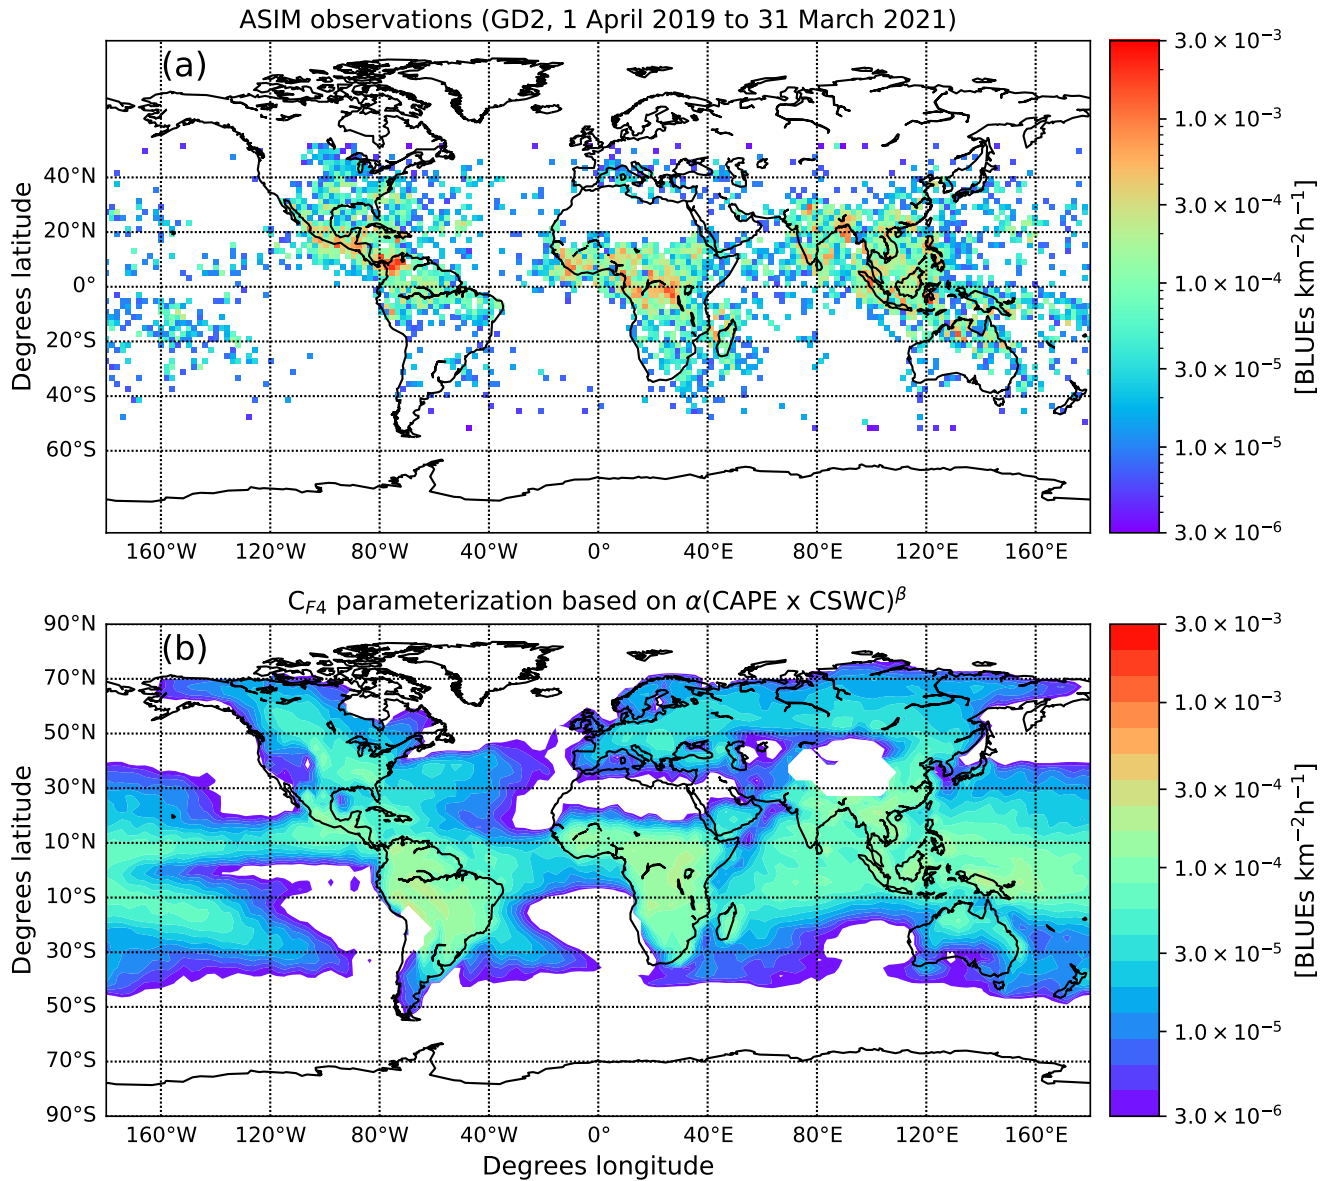 ASIM observations (GD2, 1 April 2019 to 31 March 2021)
(a)
Degrees latitude
40°N
20°N
0°
20°S
40°S
60°S
160°W 120°W 80°W 40°W 0° 40°E 80°E 120°E 160°E
3.0 × 10⁻³
1.0 × 10⁻³
3.0 × 10⁻⁴
1.0 × 10⁻⁴
3.0 × 10⁻⁵
1.0 × 10⁻⁵
3.0 × 10⁻⁶
[BLUEs km⁻²h⁻¹]
C_F4 parameterization based on α(CAPE x CSWC)^β
(b)
Degrees latitude
90°N
70°N
50°N
30°N
10°N
10°S
30°S
50°S
70°S
90°S
160°W 120°W 80°W 40°W 0° 40°E 80°E 120°E 160°E
Degrees longitude
3.0 × 10⁻³
1.0 × 10⁻³
3.0 × 10⁻⁴
1.0 × 10⁻⁴
3.0 × 10⁻⁵
1.0 × 10⁻⁵
3.0 × 10⁻⁶
[BLUEs km⁻²h⁻¹]